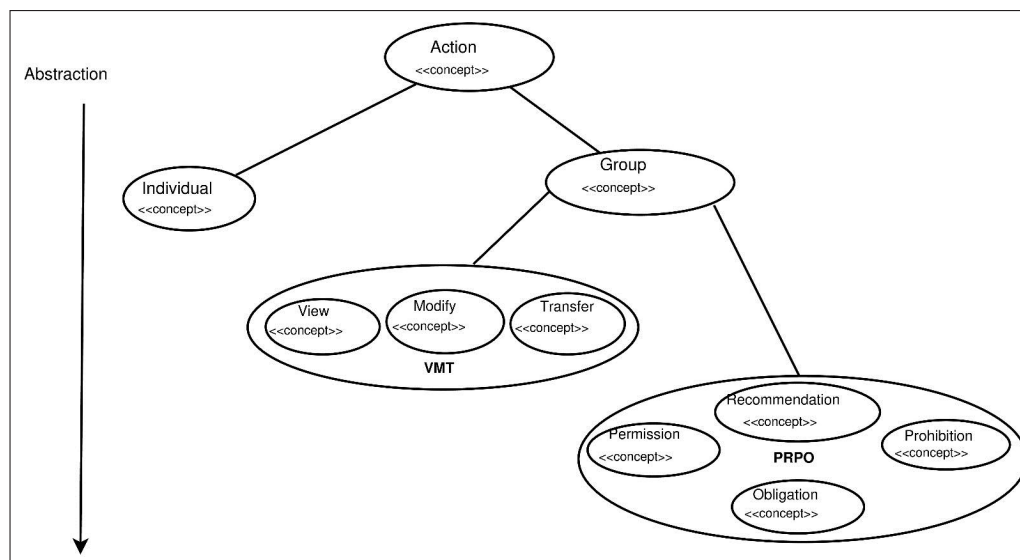 Action
<<concept>>
Abstraction
Individual
<<concept>>
Group
<<concept>>
View
<<concept>>
Modify
<<concept>>
Transfer
<<concept>>
VMT
Recommendation
<<concept>>
Permission
<<concept>>
Prohibition
<<concept>>
PRPO
Obligation
<<concept>>